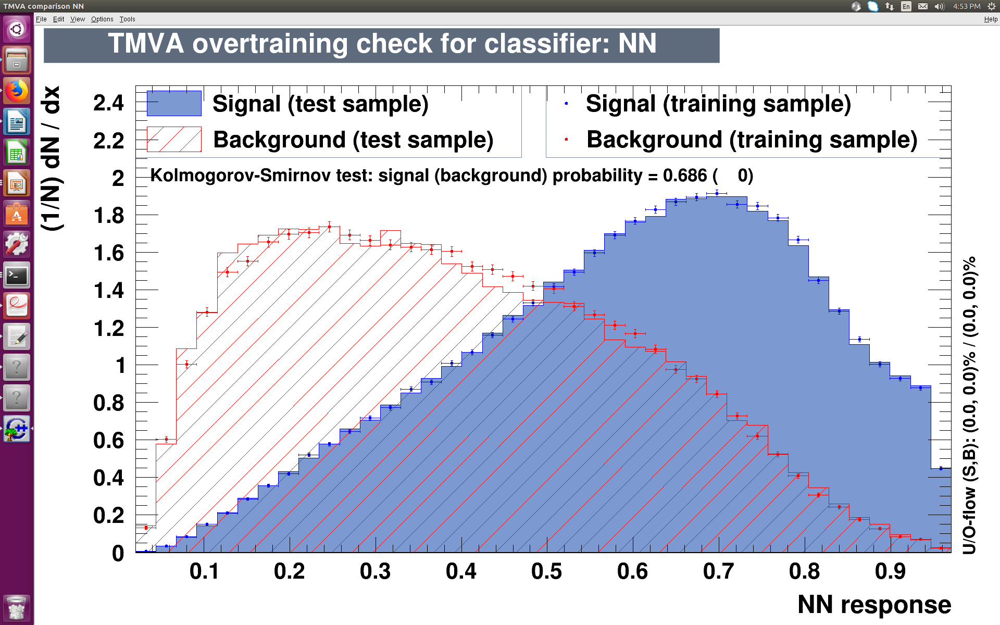 TMVA comparison NN
En
4:53 PM
File Edit View Options Tools Help
TMVA overtraining check for classifier: NN
(1/N) dN / dx
Signal (test sample)
Background (test sample)
Signal (training sample)
Background (training sample)
Kolmogorov-Smirnov test: signal (background) probability = 0.686 ( 0)
2.4
2.2
2
1.8
1.6
1.4
1.2
1
0.8
0.6
0.4
0.2
0
0.1 0.2 0.3 0.4 0.5 0.6 0.7 0.8 0.9
NN response
U/O-flow (S,B): (0.0, 0.0)% / (0.0, 0.0)%